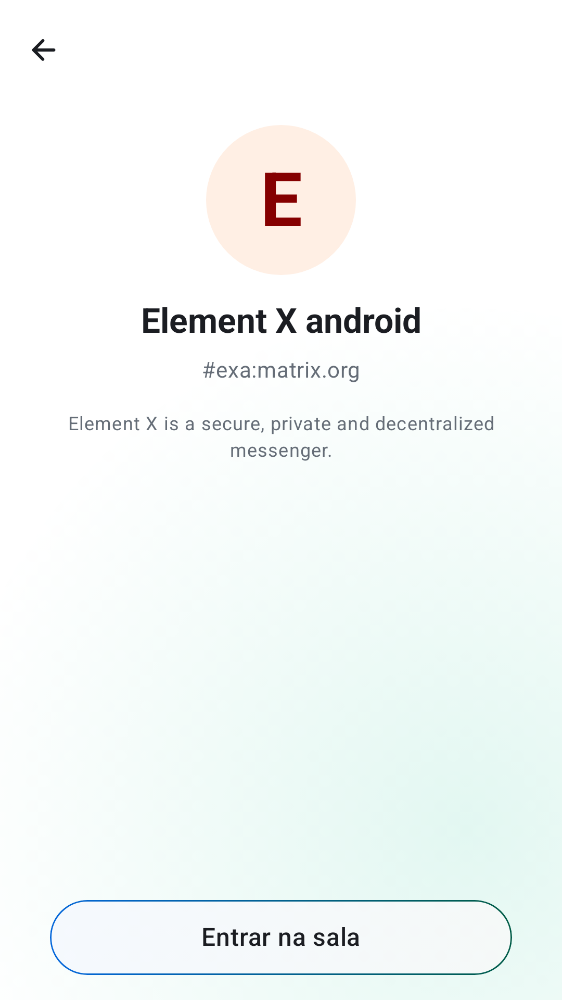 E
Element X android
#exa:matrix.org
Element X is a secure, private and decentralized
messenger.
Entrar na sala